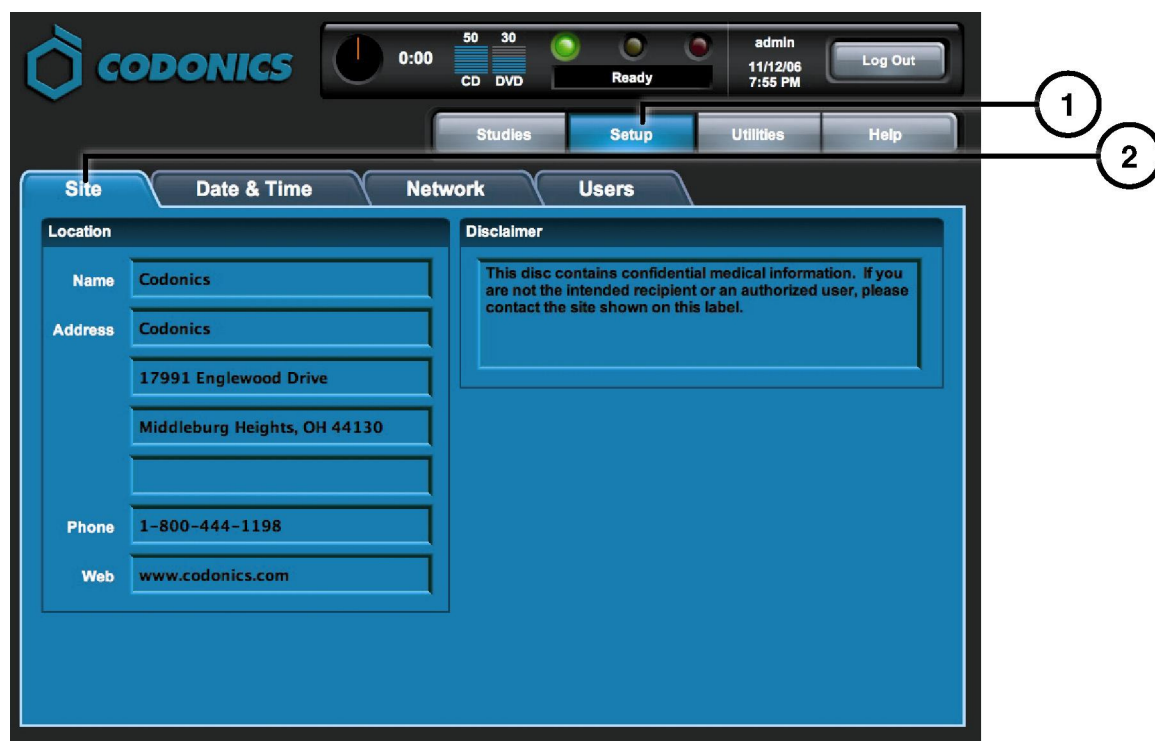 CODONICS
0:00
50 30
CD DVD
Ready
admin
11/12/06
7:55 PM
Log Out
1
Studies Setup Utilities Help
2
Site Date & Time Network Users
Location
Name Codonics
Address Codonics
17991 Englewood Drive
Middleburg Heights, OH 44130
Phone 1-800-444-1198
Web www.codonics.com
Disclaimer
This disc contains confidential medical information. If you
are not the intended recipient or an authorized user, please
contact the site shown on this label.